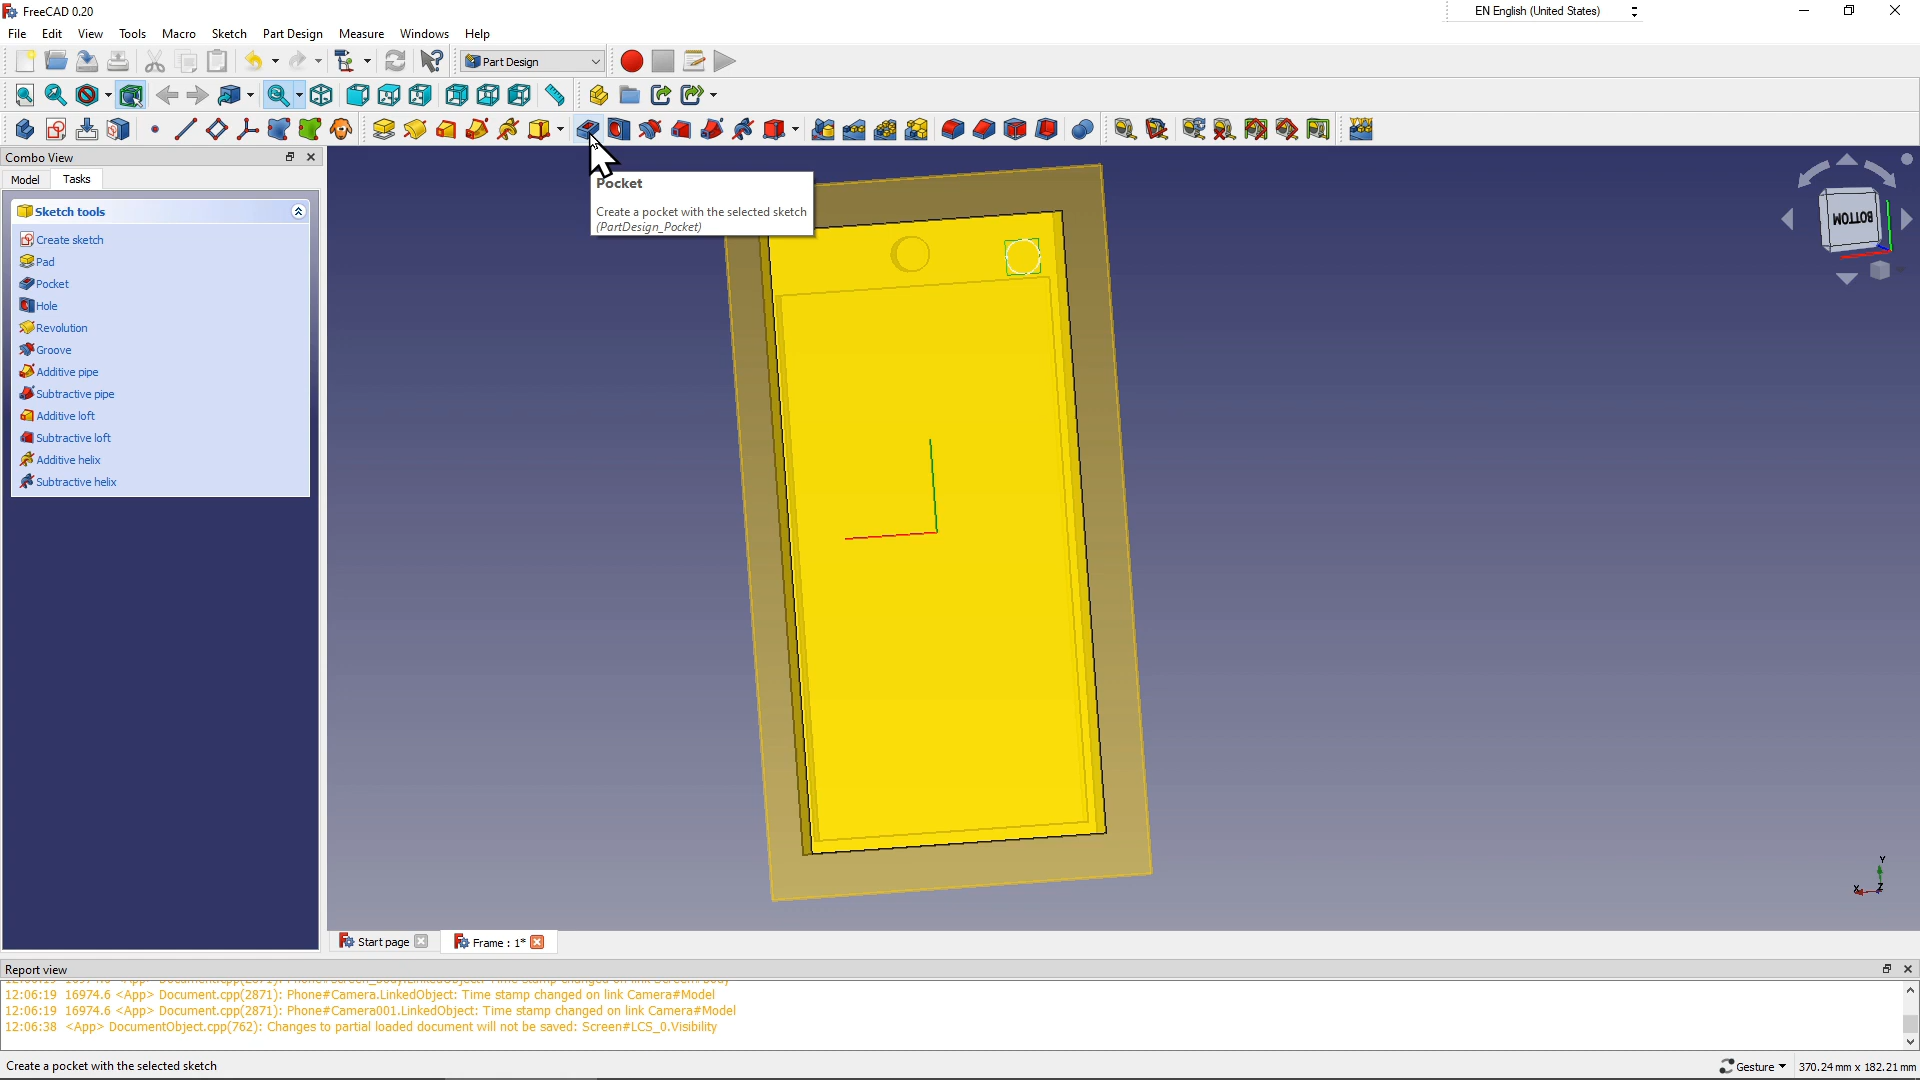 FreeCAD 0.20
EN English (United States)
File Edit View Tools Macro Sketch Part Design Measure Windows Help
Part Design
Combo View
Model Tasks
Sketch tools
Create sketch
Pad
Pocket
Hole
Revolution
Groove
Additive pipe
Subtractive pipe
Additive loft
Subtractive loft
Additive helix
Subtractive helix
Pocket
Create a pocket with the selected sketch
(PartDesign_Pocket)
BOTTOM
Y
X
Z
Start page
Frame : 1*
Report view
12:06:19 16974.6 <App> Document.cpp(2871): Phone#Camera.LinkedObject: Time stamp changed on link Camera#Model
12:06:19 16974.6 <App> Document.cpp(2871): Phone#Camera001.LinkedObject: Time stamp changed on link Camera#Model
12:06:38 <App> DocumentObject.cpp(762): Changes to partial loaded document will not be saved: Screen#LCS_0.Visibility
Create a pocket with the selected sketch
Gesture
370.24 mm x 182.21 mm